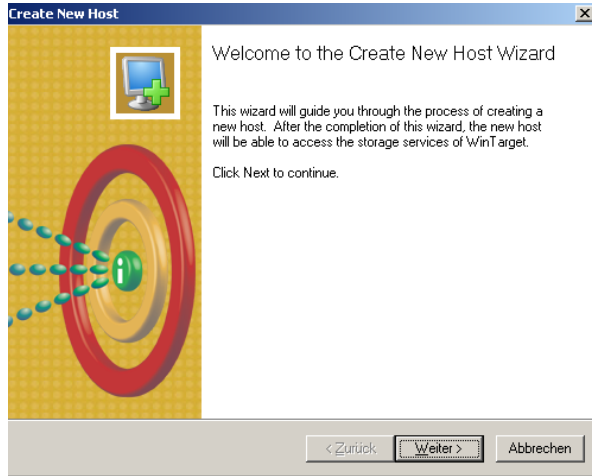 Create New Host
Welcome to the Create New Host Wizard
This wizard will guide you through the process of creating a
new host. After the completion of this wizard, the new host
will be able to access the storage services of WinTarget.
Click Next to continue.
i
< Zurück
Weiter >
Abbrechen